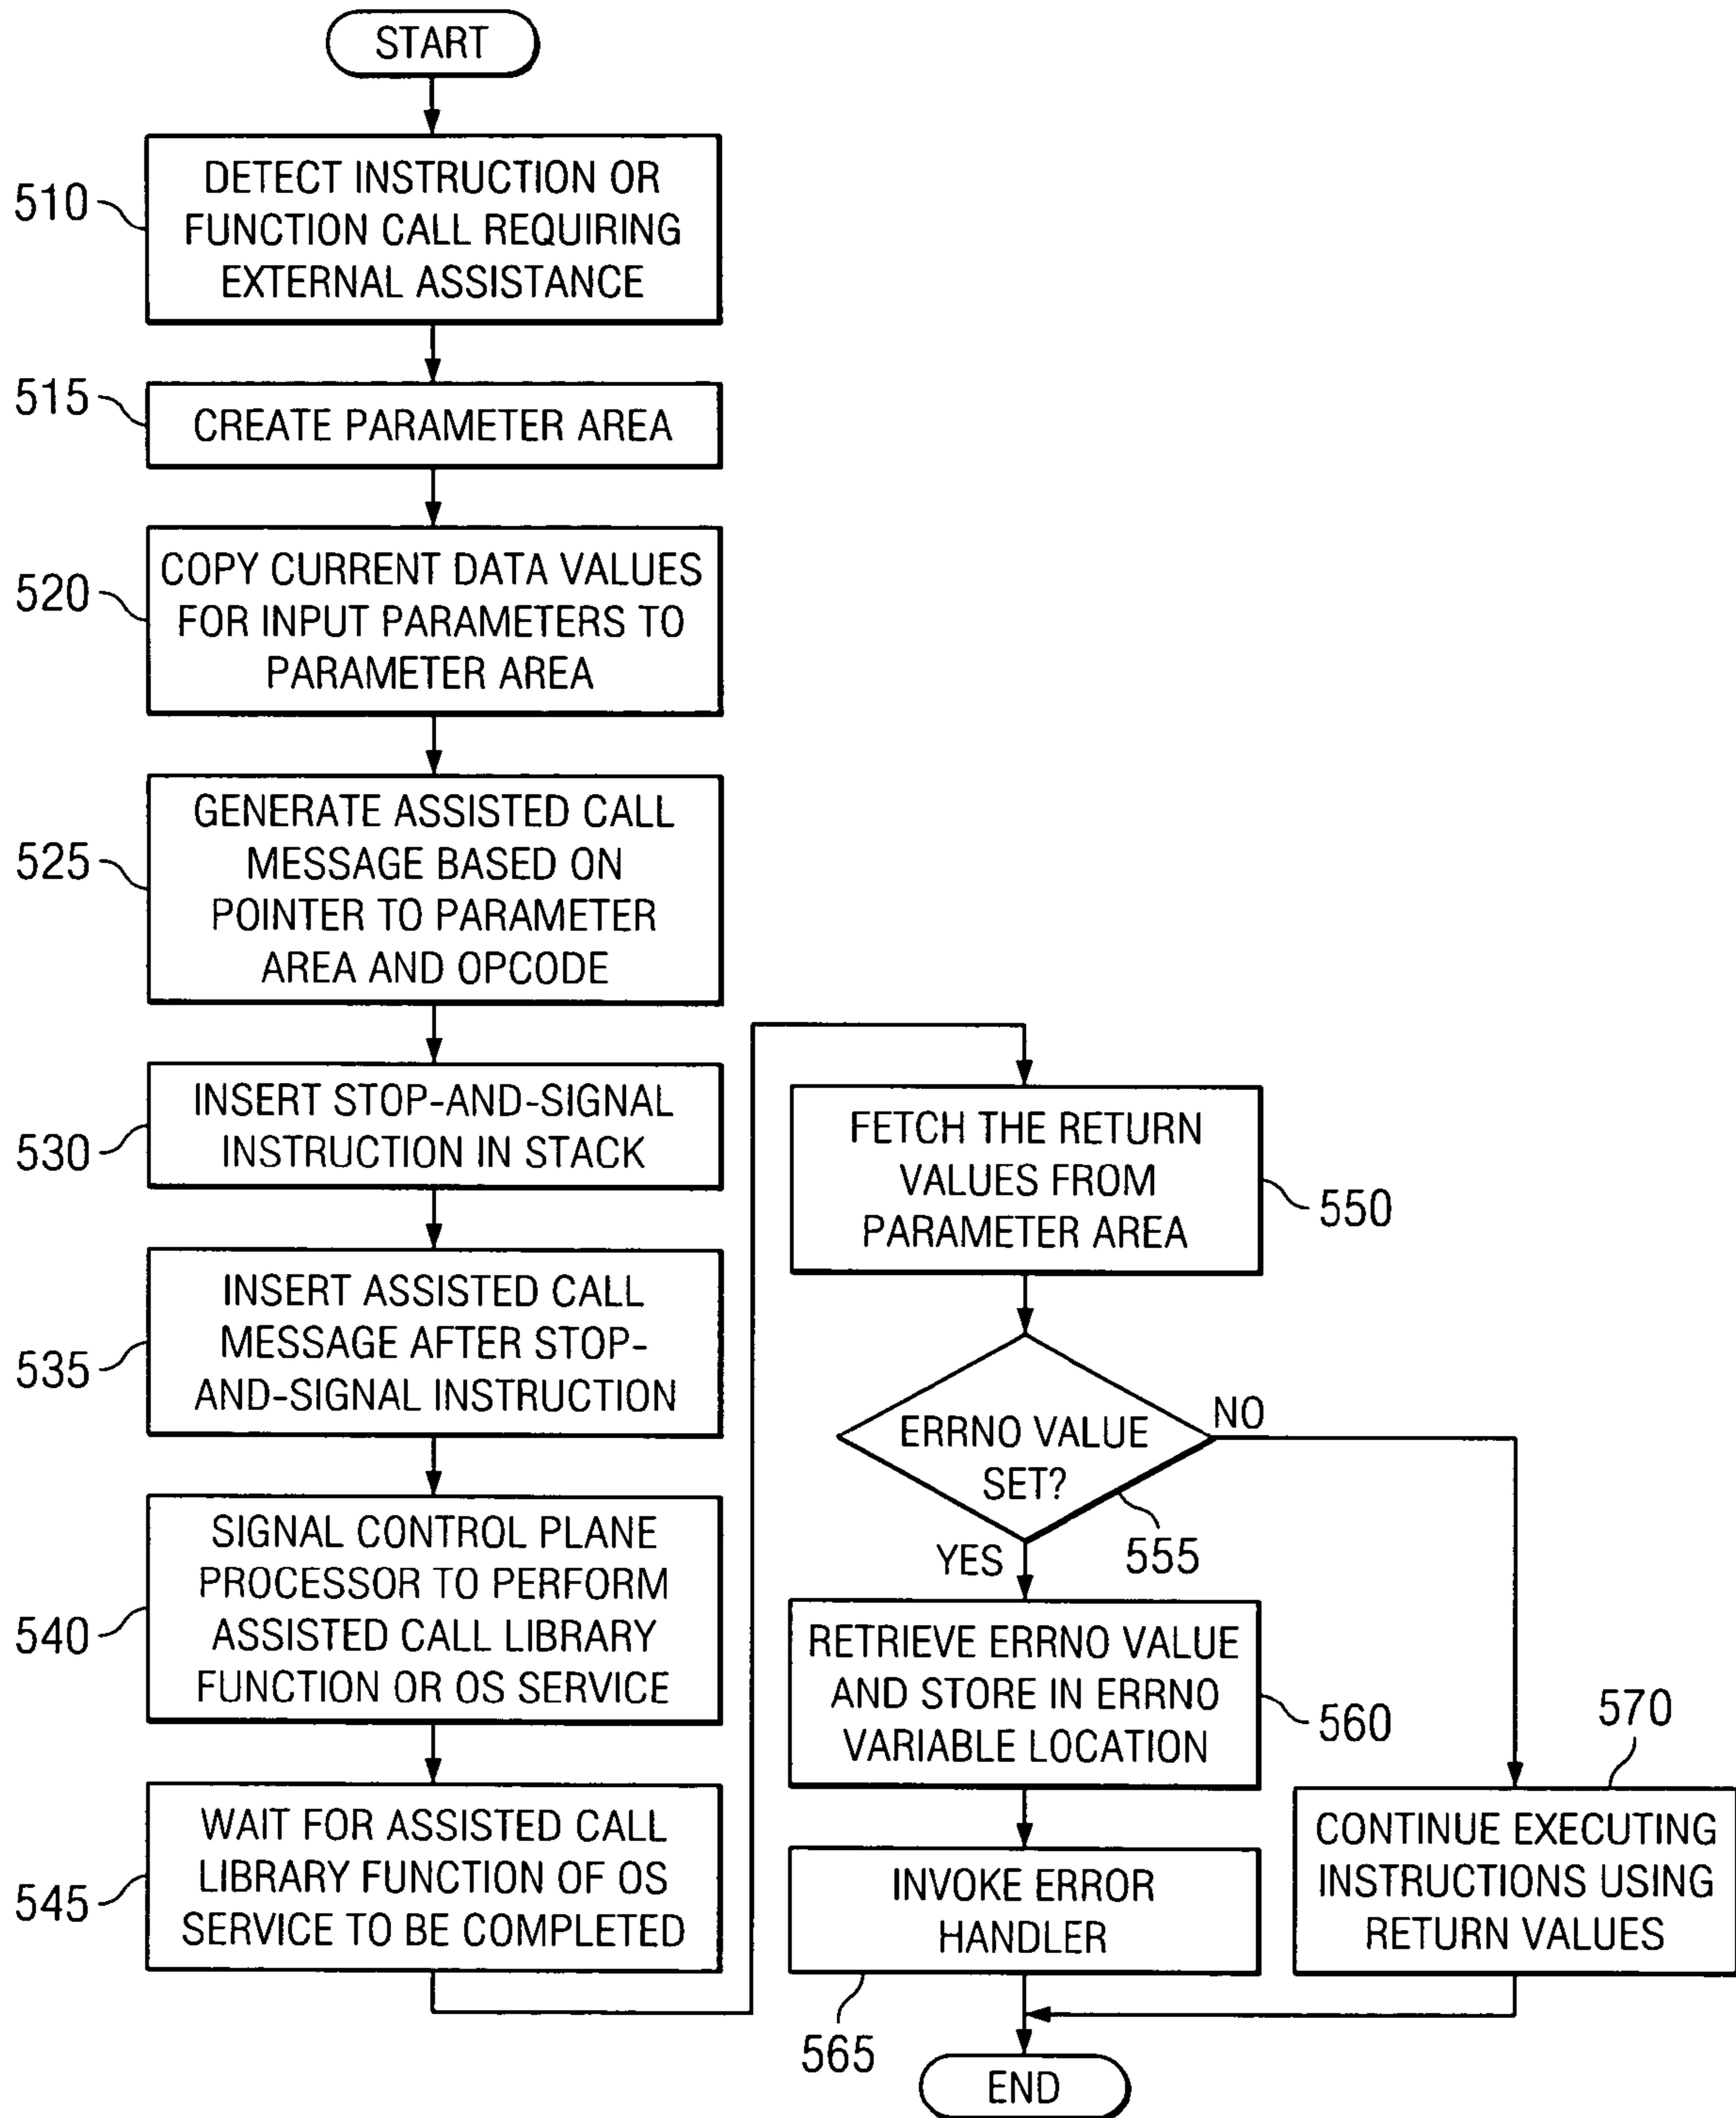 START
510
DETECT INSTRUCTION OR
FUNCTION CALL REQUIRING
EXTERNAL ASSISTANCE
515
CREATE PARAMETER AREA
520
COPY CURRENT DATA VALUES
FOR INPUT PARAMETERS TO
PARAMETER AREA
525
GENERATE ASSISTED CALL
MESSAGE BASED ON
POINTER TO PARAMETER
AREA AND OPCODE
530
INSERT STOP-AND-SIGNAL
INSTRUCTION IN STACK
535
INSERT ASSISTED CALL
MESSAGE AFTER STOP-
AND-SIGNAL INSTRUCTION
540
SIGNAL CONTROL PLANE
PROCESSOR TO PERFORM
ASSISTED CALL LIBRARY
FUNCTION OR OS SERVICE
545
WAIT FOR ASSISTED CALL
LIBRARY FUNCTION OF OS
SERVICE TO BE COMPLETED
FETCH THE RETURN
VALUES FROM
PARAMETER AREA
550
ERRNO VALUE
SET?
NO
YES
555
RETRIEVE ERRNO VALUE
AND STORE IN ERRNO
VARIABLE LOCATION
560
INVOKE ERROR
HANDLER
565
570
CONTINUE EXECUTING
INSTRUCTIONS USING
RETURN VALUES
END